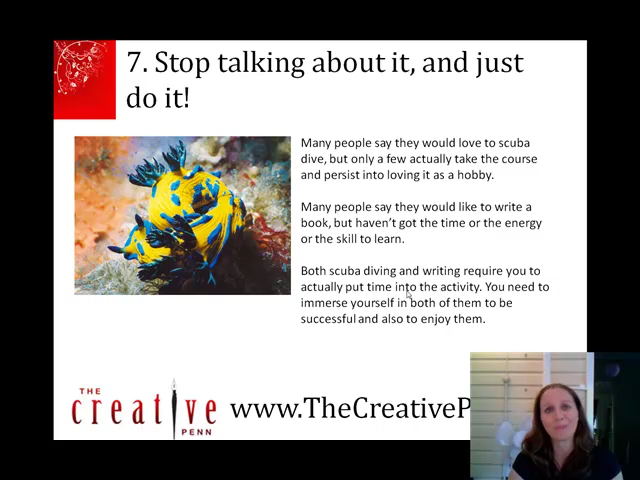 7. Stop talking about it, and just
do it!
Many people say they would love to scuba
dive, but only a few actually take the course
and persist into loving it as a hobby.
Many people say they would like to write a
book, but haven't got the time or the energy
or the skill to learn.
Both scuba diving and writing require you to
actually put time into the activity. You need to
immerse yourself in both of them to be
successful and also to enjoy them.
THE
creative
PENN
www.TheCreativeP